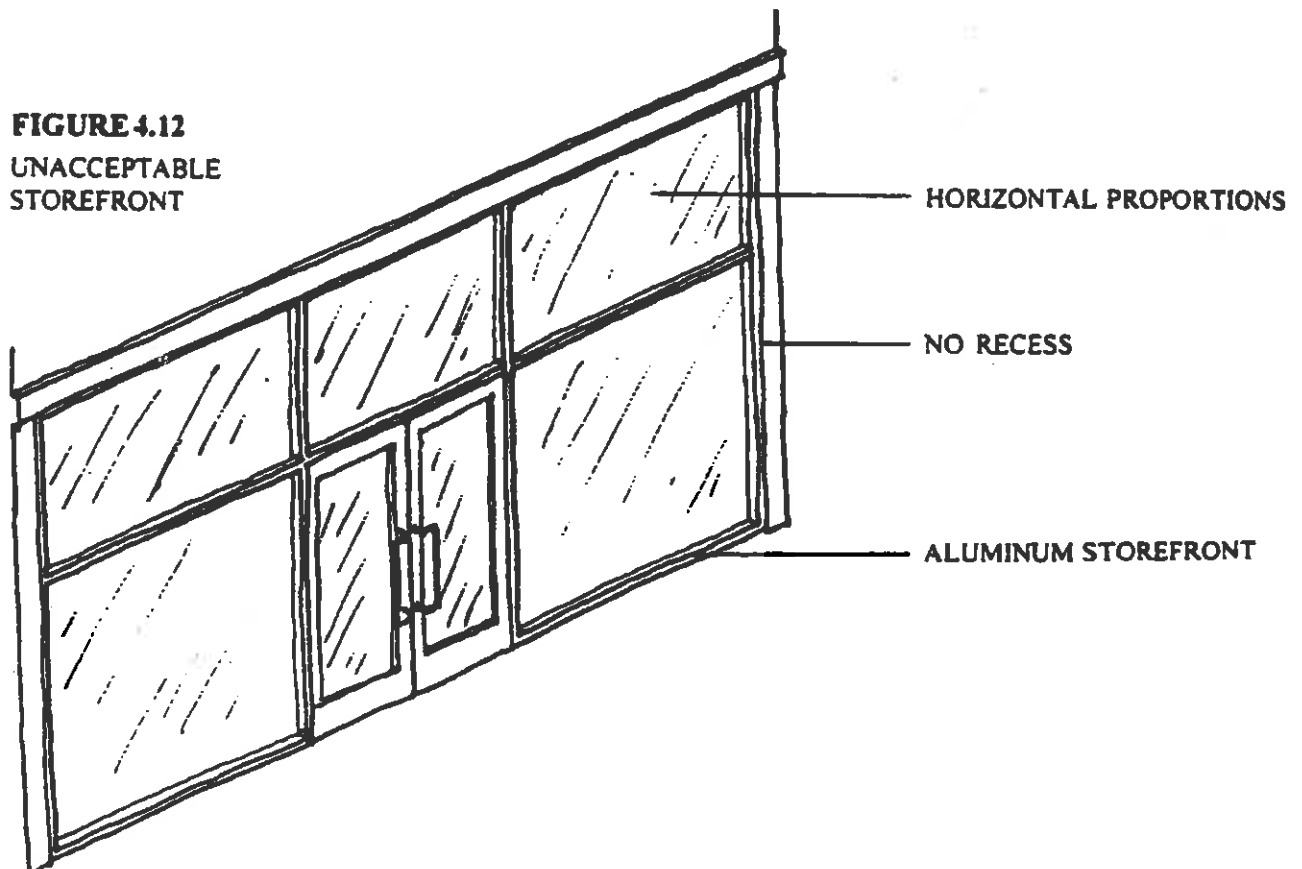 FIGURE 4.12
UNACCEPTABLE
STOREFRONT
HORIZONTAL PROPORTIONS
NO RECESS
ALUMINUM STOREFRONT